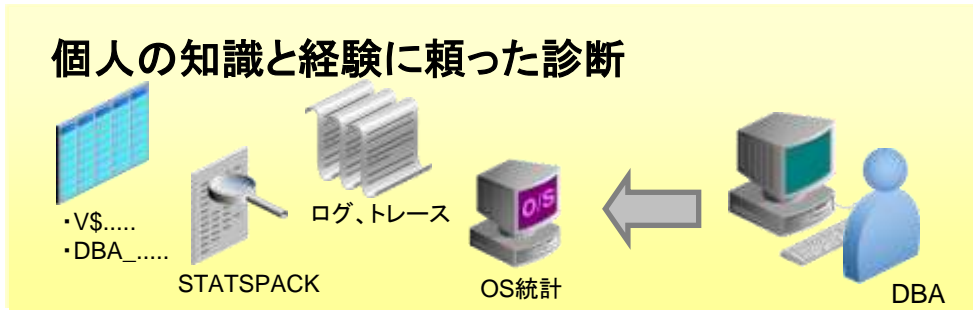 個人の知識と経験に頼った診断
・V$.....
・DBA_.....
STATSPACK
ログ、トレース
O/S
OS統計
DBA